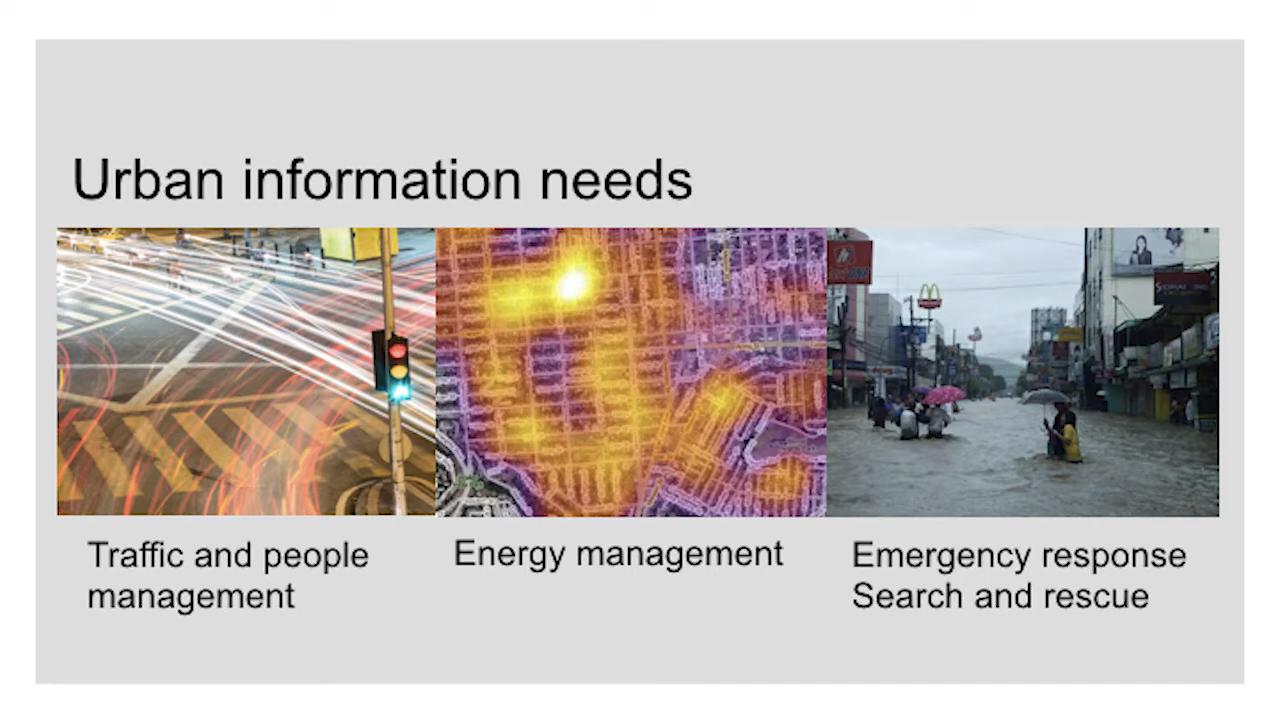 Urban information needs
Traffic and people
management
Energy management
Emergency response
Search and rescue